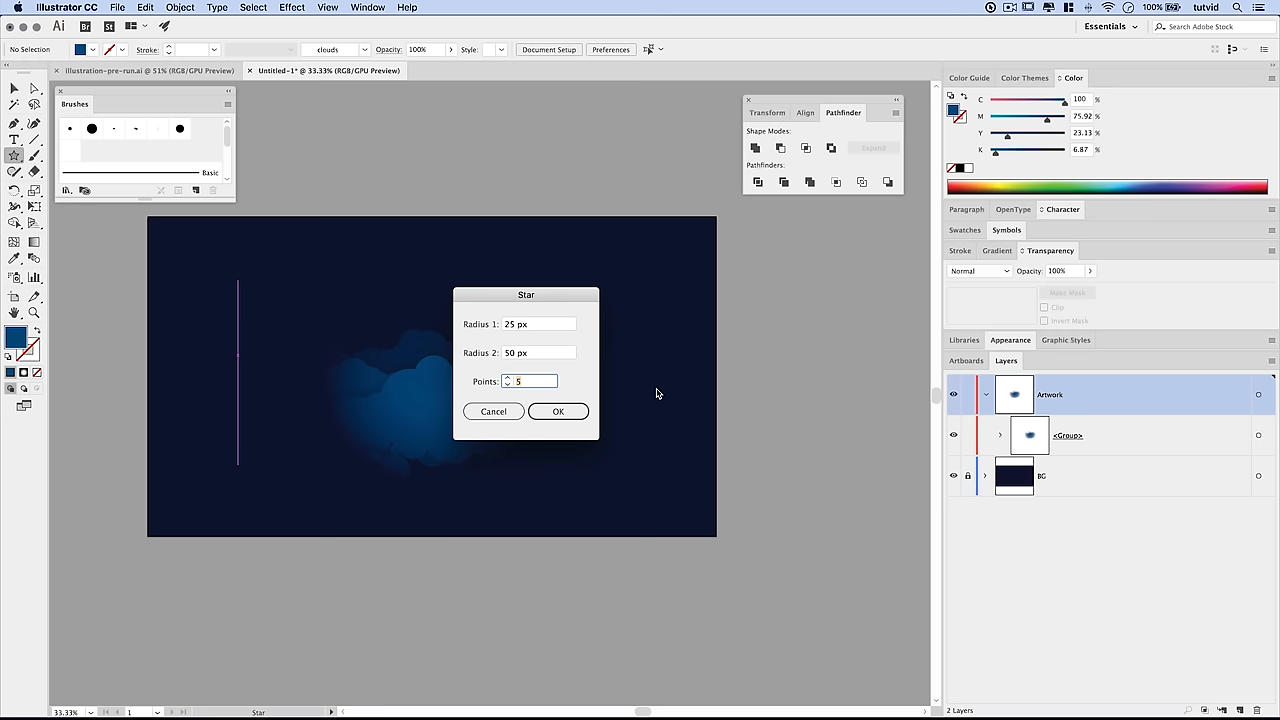 Illustrator CC File Edit Object Type Select Effect View Window Help 100% tutvid
Ai Br St Essentials Search Adobe Stock
No Selection Stroke: clouds Opacity: 100% Style: Document Setup Preferences
× illustration-pre-run.ai @ 51% (RGB/GPU Preview) × Untitled-1* @ 33.33% (RGB/GPU Preview)
Color Guide Color Themes Color
Brushes
Basic
Transform Align Pathfinder
Shape Modes:
Expand
Pathfinders:
C 100 %
M 75.92 %
Y 23.13 %
K 6.87 %
Paragraph OpenType Character
Swatches Symbols
Stroke Gradient Transparency
Normal Opacity: 100%
Make Mask
Clip
Invert Mask
Star
Radius 1: 25 px
Radius 2: 50 px
Points: 5
Cancel OK
Libraries Appearance Graphic Styles
Artboards Layers
Artwork
<Group>
BG
33.33% 1 Star
2 Layers